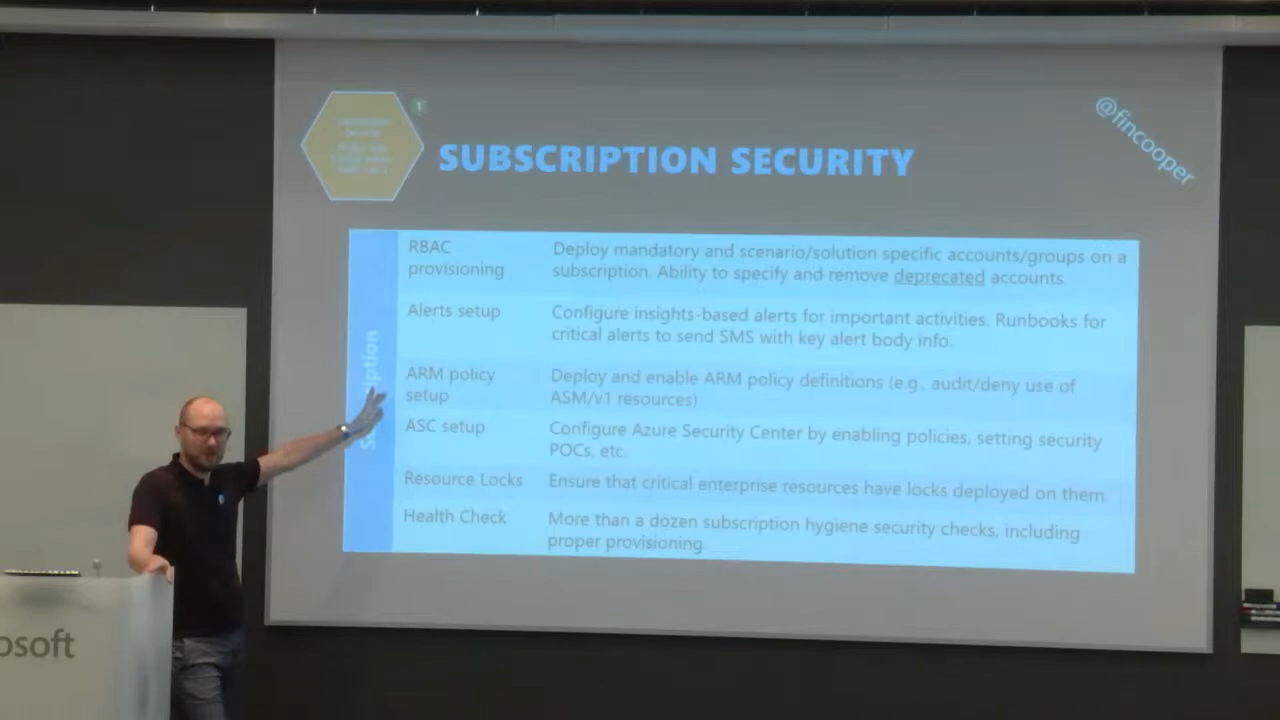 1
@fincooper
SUBSCRIPTION SECURITY
RBAC
provisioning
Deploy mandatory and scenario/solution specific accounts/groups on a
subscription. Ability to specify and remove deprecated accounts.
Alerts setup
Configure insights-based alerts for important activities. Runbooks for
critical alerts to send SMS with key alert body info.
ARM policy
setup
Deploy and enable ARM policy definitions (e.g., audit/deny use of
ASM/v1 resources)
ASC setup
Configure Azure Security Center by enabling policies, setting security
POCs, etc.
Resource Locks
Ensure that critical enterprise resources have locks deployed on them.
Health Check
More than a dozen subscription hygiene security checks, including
proper provisioning
osoft